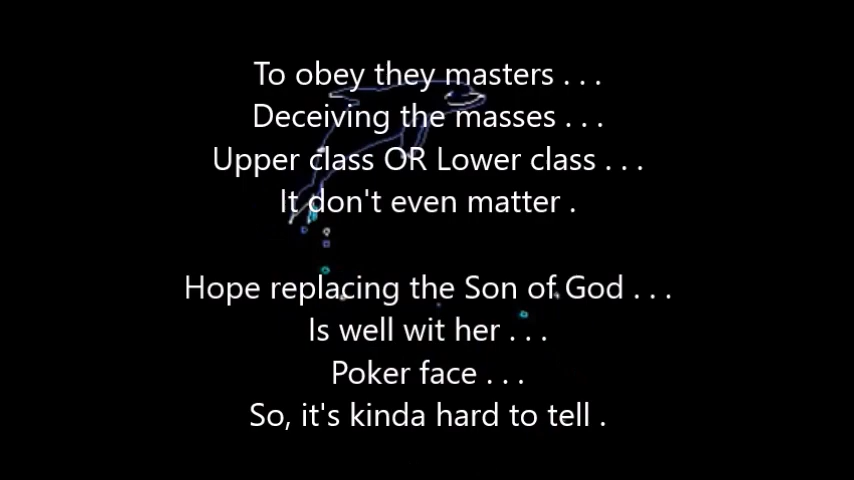 To obey they masters . . .
Deceiving the masses . . .
Upper class OR Lower class . . .
It don't even matter .
Hope replacing the Son of God . . .
Is well wit her . . .
Poker face . . .
So, it's kinda hard to tell .